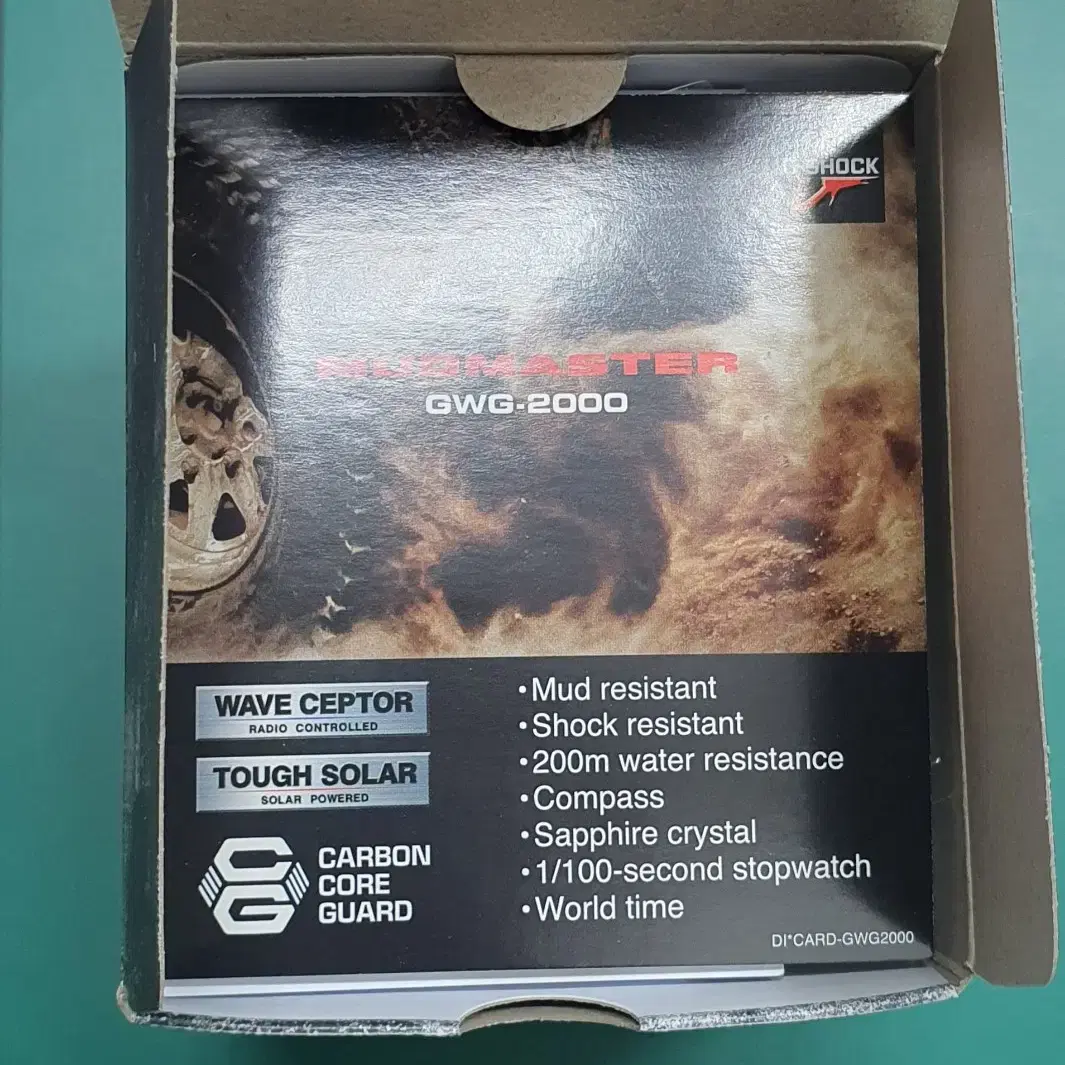 G-SHOCK
MUDMASTER
GWG-2000
WAVE CEPTOR
RADIO CONTROLLED
TOUGH SOLAR
SOLAR POWERED
CG
CARBON
CORE
GUARD
•Mud resistant
•Shock resistant
•200m water resistance
•Compass
•Sapphire crystal
•1/100-second stopwatch
•World time
DI*CARD-GWG2000